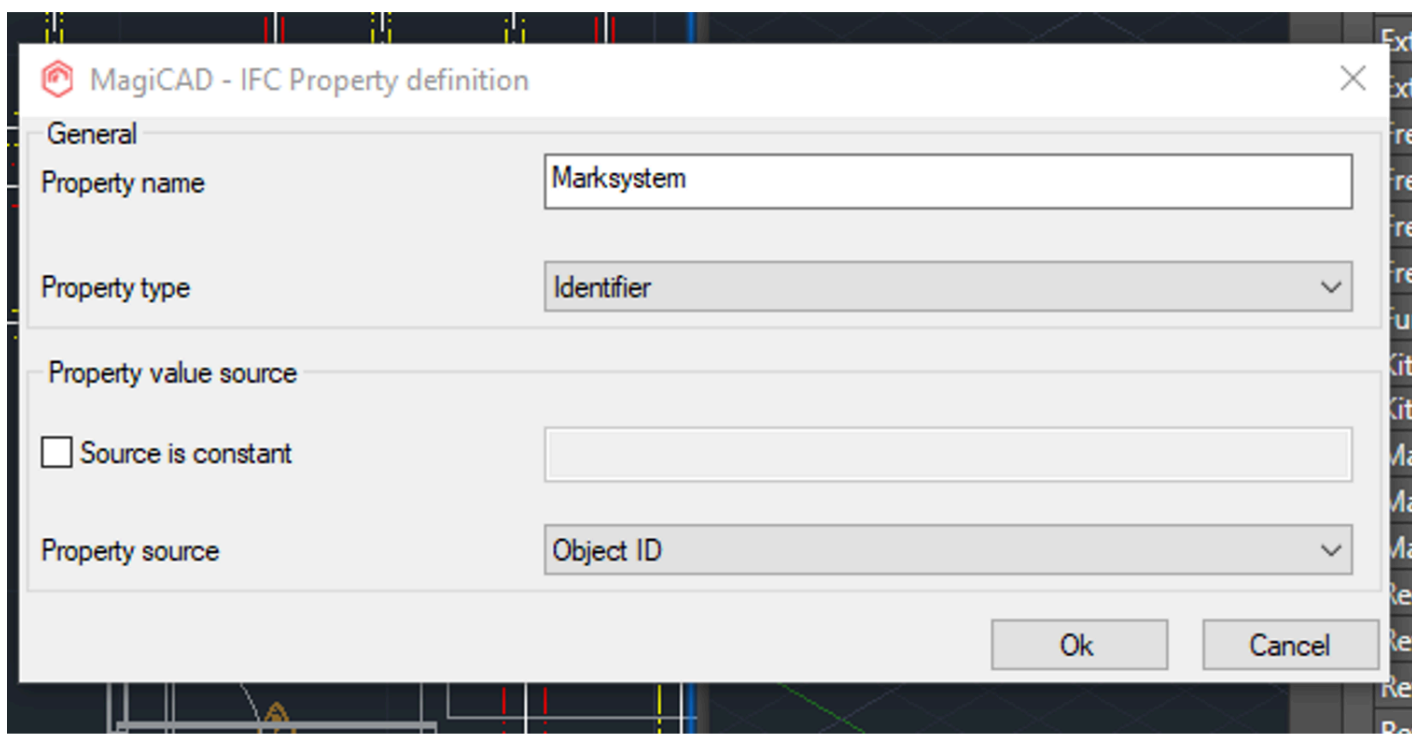 MagiCAD - IFC Property definition
General
Property name
Marksystem
Property type
Identifier
Property value source
Source is constant
Property source
Object ID
Ok
Cancel